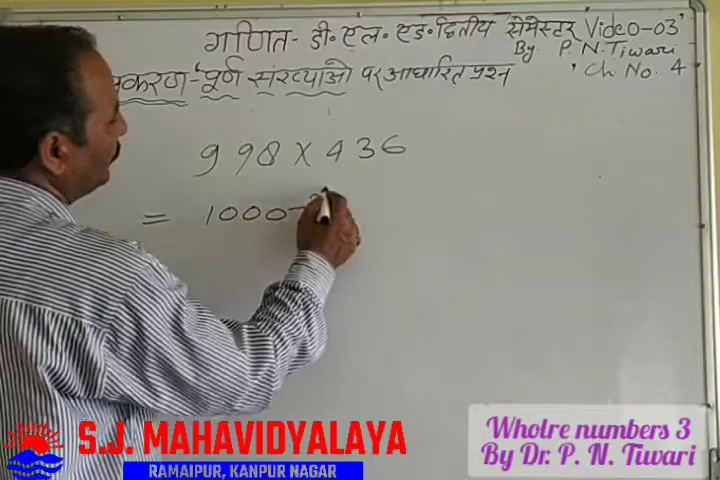 गणित- डी॰ एल॰ एड॰ द्वितीय सेमेस्टर Video-03'
By. P. N. Tiwari
प्रकरण-'पूर्ण संख्याओ पर आधारित प्रश्न ' Ch. No. 4
998 X 436
= 1000-
S.J. MAHAVIDYALAYA
RAMAIPUR, KANPUR NAGAR
Wholre numbers 3
By Dr. P. N. Tiwari